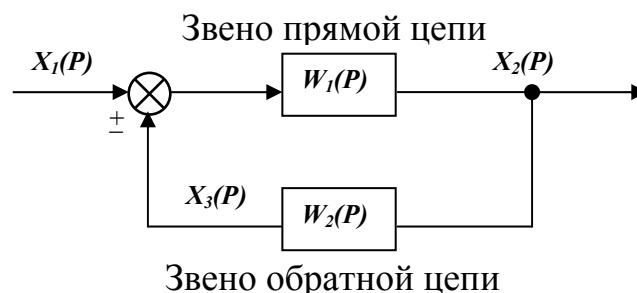 Звено прямой цепи
X₁(P)
W₁(P)
X₂(P)
±
X₃(P)
W₂(P)
Звено обратной цепи